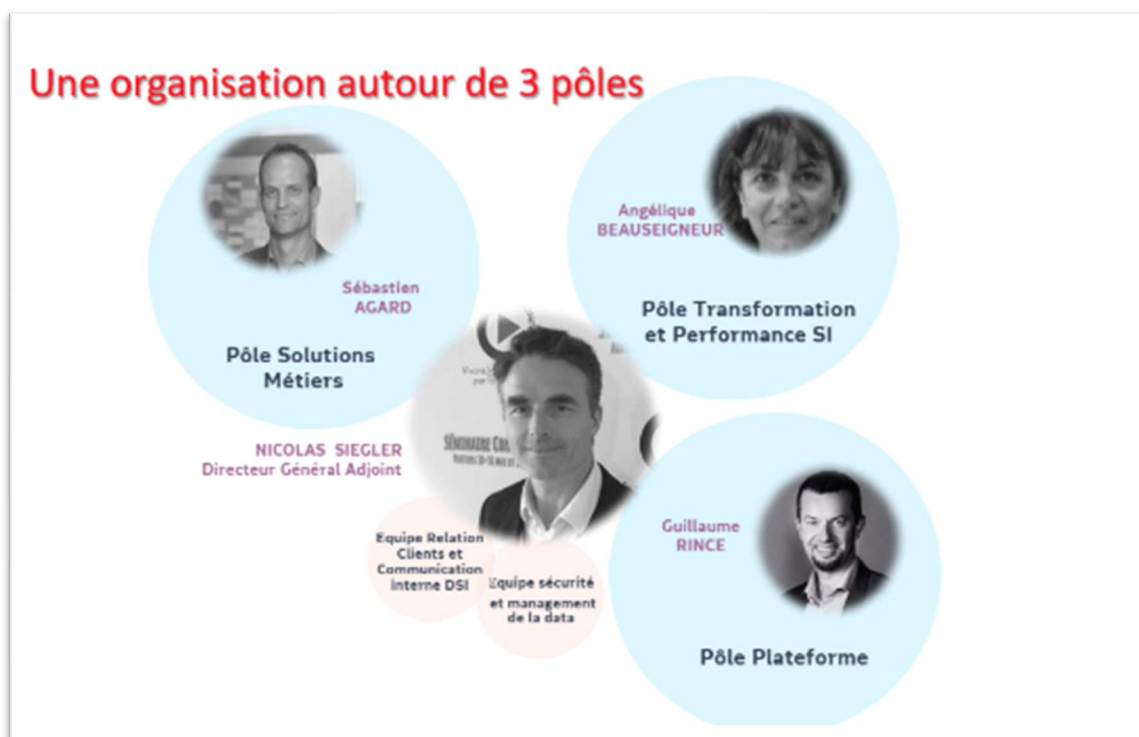 Une organisation autour de 3 pôles
Sébastien
AGARD
Pôle Solutions
Métiers
Angélique
BEAUSEIGNEUR
Pôle Transformation
et Performance SI
NICOLAS SIEGLER
Directeur Général Adjoint
Equipe Relation
Clients et
Communication
interne DSI
Equipe sécurité
et management
de la data
Guillaume
RINCE
Pôle Plateforme